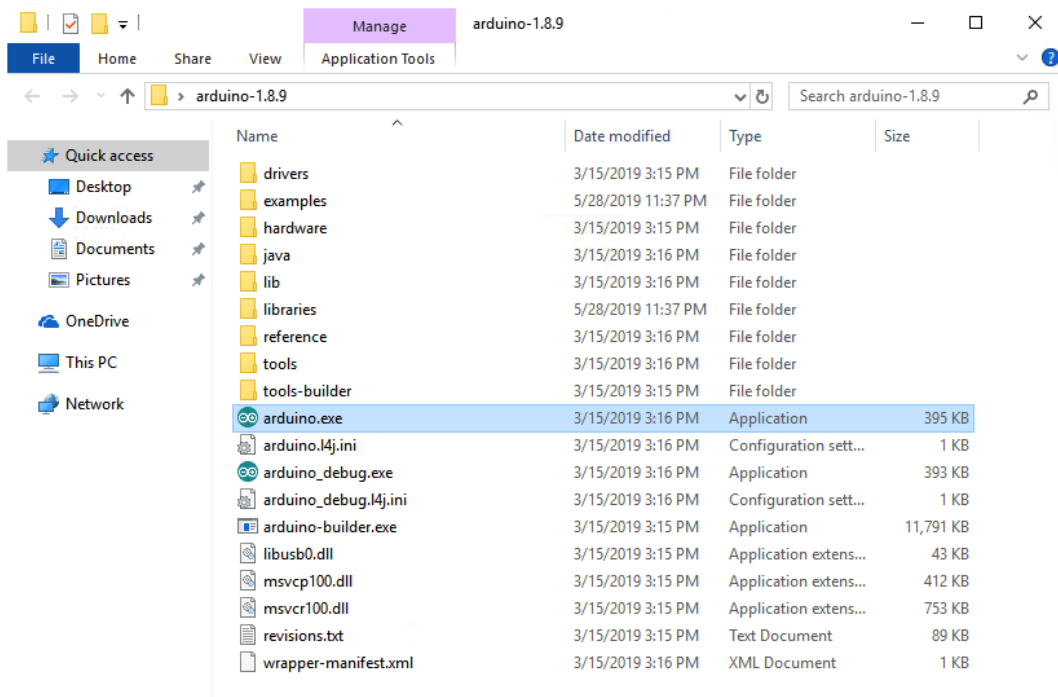 Manage arduino-1.8.9
File Home Share View Application Tools
arduino-1.8.9 Search arduino-1.8.9
Name Date modified Type Size
Quick access
Desktop
Downloads
Documents
Pictures
OneDrive
This PC
Network
drivers 3/15/2019 3:15 PM File folder
examples 5/28/2019 11:37 PM File folder
hardware 3/15/2019 3:15 PM File folder
java 3/15/2019 3:16 PM File folder
lib 3/15/2019 3:16 PM File folder
libraries 5/28/2019 11:37 PM File folder
reference 3/15/2019 3:16 PM File folder
tools 3/15/2019 3:16 PM File folder
tools-builder 3/15/2019 3:15 PM File folder
arduino.exe 3/15/2019 3:16 PM Application 395 KB
arduino.l4j.ini 3/15/2019 3:16 PM Configuration sett... 1 KB
arduino_debug.exe 3/15/2019 3:16 PM Application 393 KB
arduino_debug.l4j.ini 3/15/2019 3:16 PM Configuration sett... 1 KB
arduino-builder.exe 3/15/2019 3:15 PM Application 11,791 KB
libusb0.dll 3/15/2019 3:15 PM Application extens... 43 KB
msvcp100.dll 3/15/2019 3:15 PM Application extens... 412 KB
msvcr100.dll 3/15/2019 3:15 PM Application extens... 753 KB
revisions.txt 3/15/2019 3:15 PM Text Document 89 KB
wrapper-manifest.xml 3/15/2019 3:16 PM XML Document 1 KB